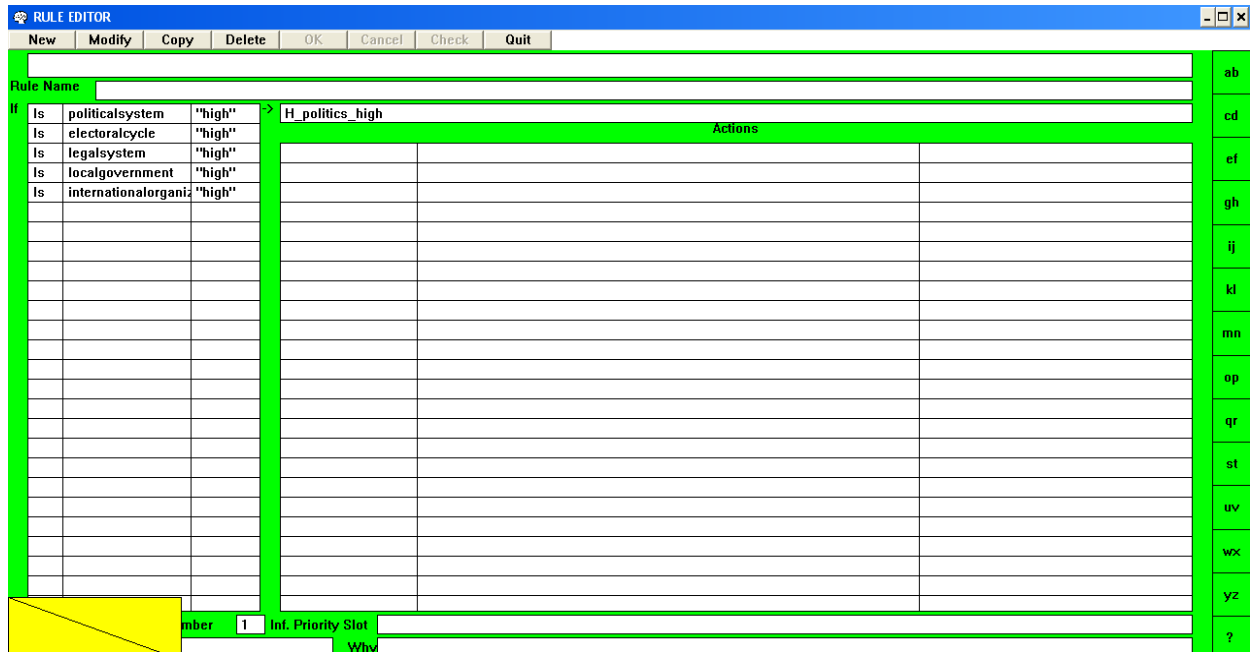 RULE EDITOR
New Modify Copy Delete OK Cancel Check Quit
ab
Rule Name
If Is politicalsystem "high" -> H_politics_high
cd
Is electoralcycle "high" Actions
Is legalsystem "high"
ef
Is localgovernment "high"
Is internationalorganiz "high"
gh
ij
kl
mn
op
qr
st
uv
wx
yz
mber 1 Inf. Priority Slot
?
Why